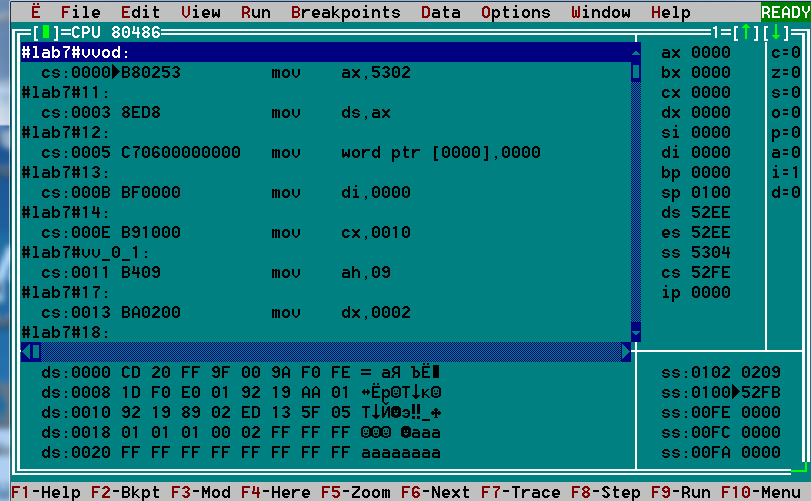 Ë File Edit View Run Breakpoints Data Options Window Help READY
[■]=CPU 80486 1=[↑][↓]
#lab7#vvod: ax 0000 c=0
cs:0000►B80253 mov ax,5302 bx 0000 z=0
#lab7#11: cx 0000 s=0
cs:0003 8ED8 mov ds,ax dx 0000 o=0
#lab7#12: si 0000 p=0
cs:0005 C70600000000 mov word ptr [0000],0000 di 0000 a=0
#lab7#13: bp 0000 i=1
cs:000B BF0000 mov di,0000 sp 0100 d=0
#lab7#14: ds 52EE
cs:000E B91000 mov cx,0010 es 52EE
#lab7#vv_0_1: ss 5304
cs:0011 B409 mov ah,09 cs 52FE
#lab7#17: ip 0000
cs:0013 BA0200 mov dx,0002
#lab7#18:
ds:0000 CD 20 FF 9F 00 9A F0 FE = аЯ ЪЁ■ ss:0102 0209
ds:0008 1D F0 E0 01 92 19 AA 01 ↔Ёр☺Т↓к☺ ss:0100►52FB
ds:0010 92 19 89 02 ED 13 5F 05 Т↓Й☻э‼_♣ ss:00FE 0000
ds:0018 01 01 01 00 02 FF FF FF ☺☺☺ ☻ааа ss:00FC 0000
ds:0020 FF FF FF FF FF FF FF FF аааааааа ss:00FA 0000
F1-Help F2-Bkpt F3-Mod F4-Here F5-Zoom F6-Next F7-Trace F8-Step F9-Run F10-Menu